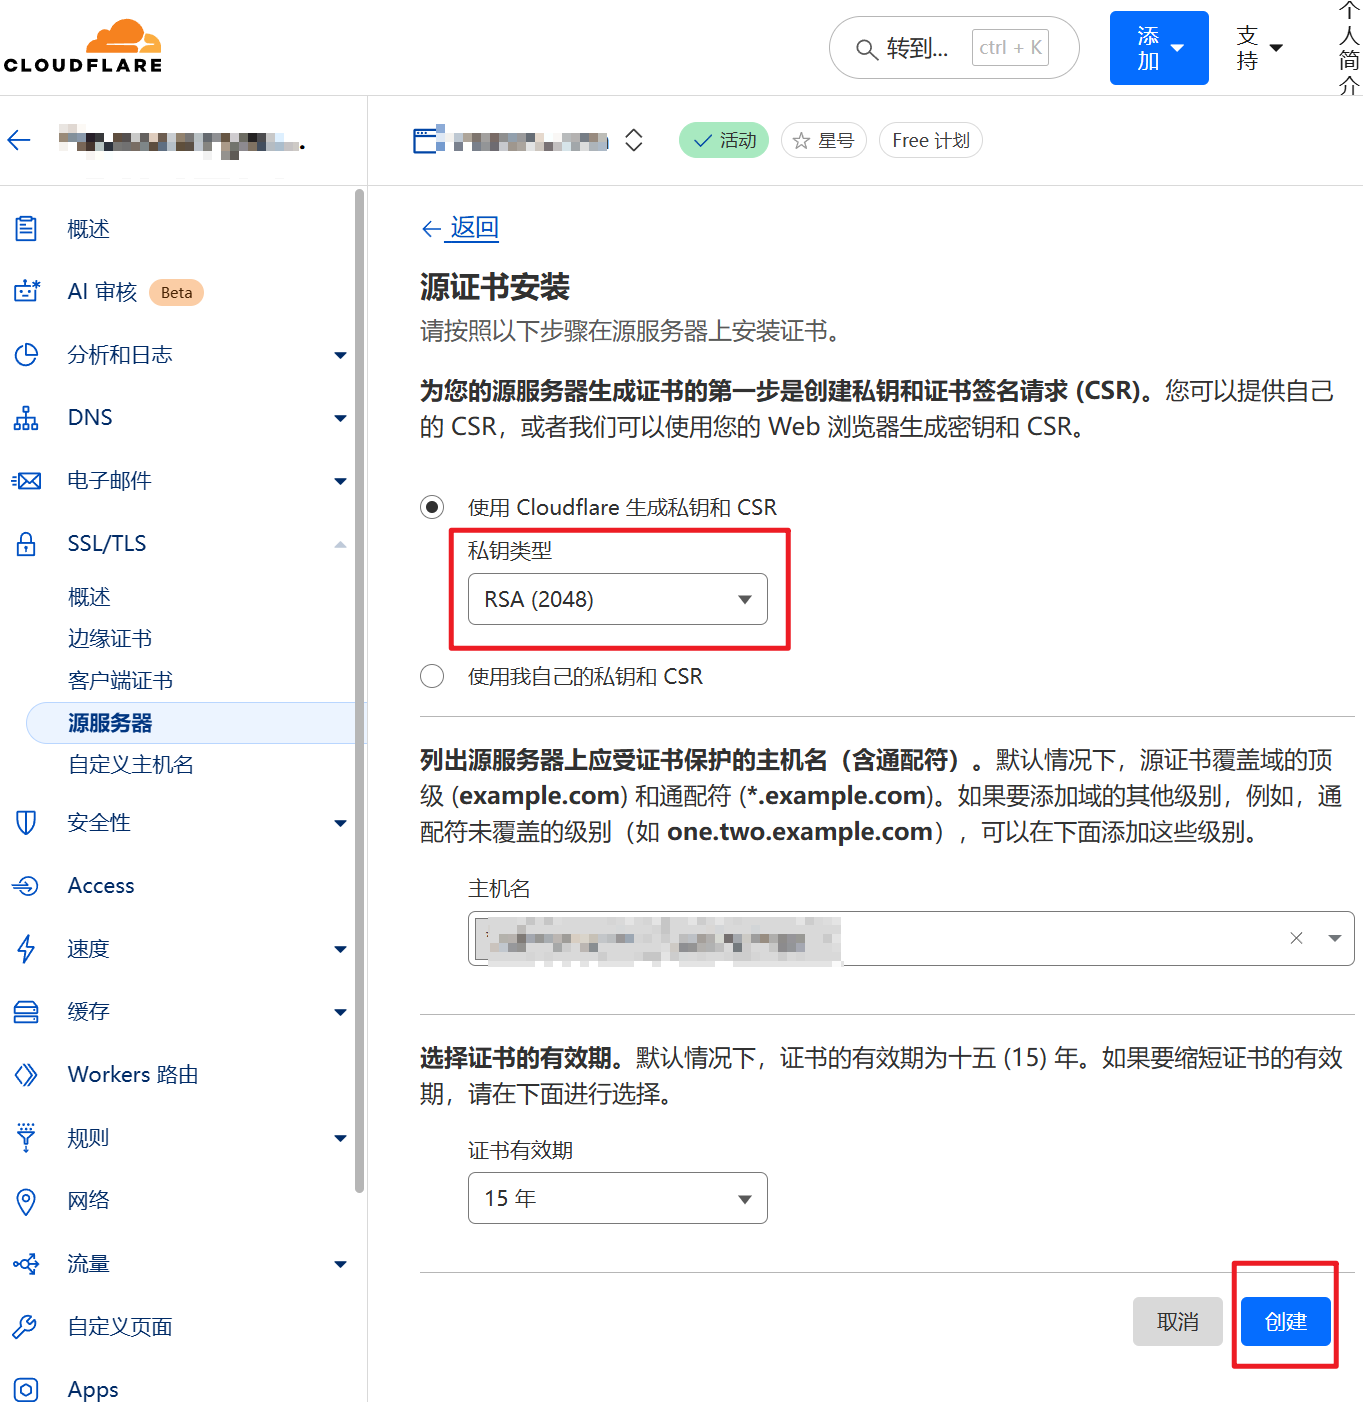 CLOUDFLARE
转到...
ctrl + K
添加
支持
个人简介
活动
星号
Free 计划
概述
AI 审核
Beta
分析和日志
DNS
电子邮件
SSL/TLS
概述
边缘证书
客户端证书
源服务器
自定义主机名
安全性
Access
速度
缓存
Workers 路由
规则
网络
流量
自定义页面
Apps
返回
源证书安装
请按照以下步骤在源服务器上安装证书。
为您的源服务器生成证书的第一步是创建私钥和证书签名请求 (CSR)。您可以提供自己
的 CSR，或者我们可以使用您的 Web 浏览器生成密钥和 CSR。
使用 Cloudflare 生成私钥和 CSR
私钥类型
RSA (2048)
使用我自己的私钥和 CSR
列出源服务器上应受证书保护的主机名（含通配符）。默认情况下，源证书覆盖域的顶
级 (example.com) 和通配符 (*.example.com)。如果要添加域的其他级别，例如，通
配符未覆盖的级别（如 one.two.example.com），可以在下面添加这些级别。
主机名
选择证书的有效期。默认情况下，证书的有效期为十五 (15) 年。如果要缩短证书的有效
期，请在下面进行选择。
证书有效期
15 年
取消
创建